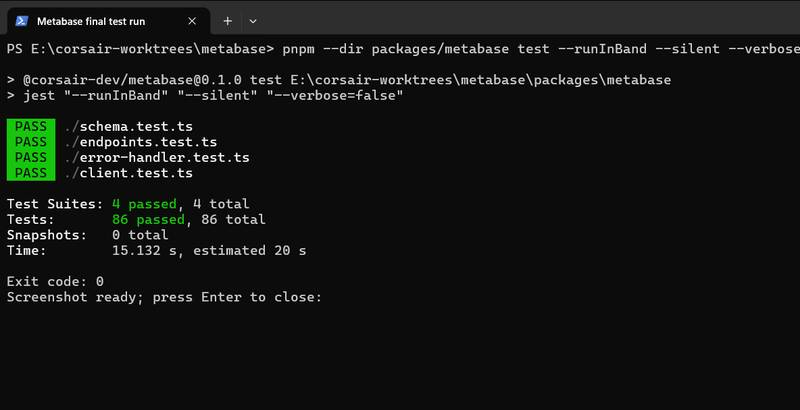 Metabase final test run
PS E:\corsair-worktrees\metabase> pnpm --dir packages/metabase test --runInBand --silent --verbose
> @corsair-dev/metabase@0.1.0 test E:\corsair-worktrees\metabase\packages\metabase
> jest "--runInBand" "--silent" "--verbose=false"
PASS ./schema.test.ts
PASS ./endpoints.test.ts
PASS ./error-handler.test.ts
PASS ./client.test.ts
Test Suites: 4 passed, 4 total
Tests: 86 passed, 86 total
Snapshots: 0 total
Time: 15.132 s, estimated 20 s
Exit code: 0
Screenshot ready; press Enter to close: